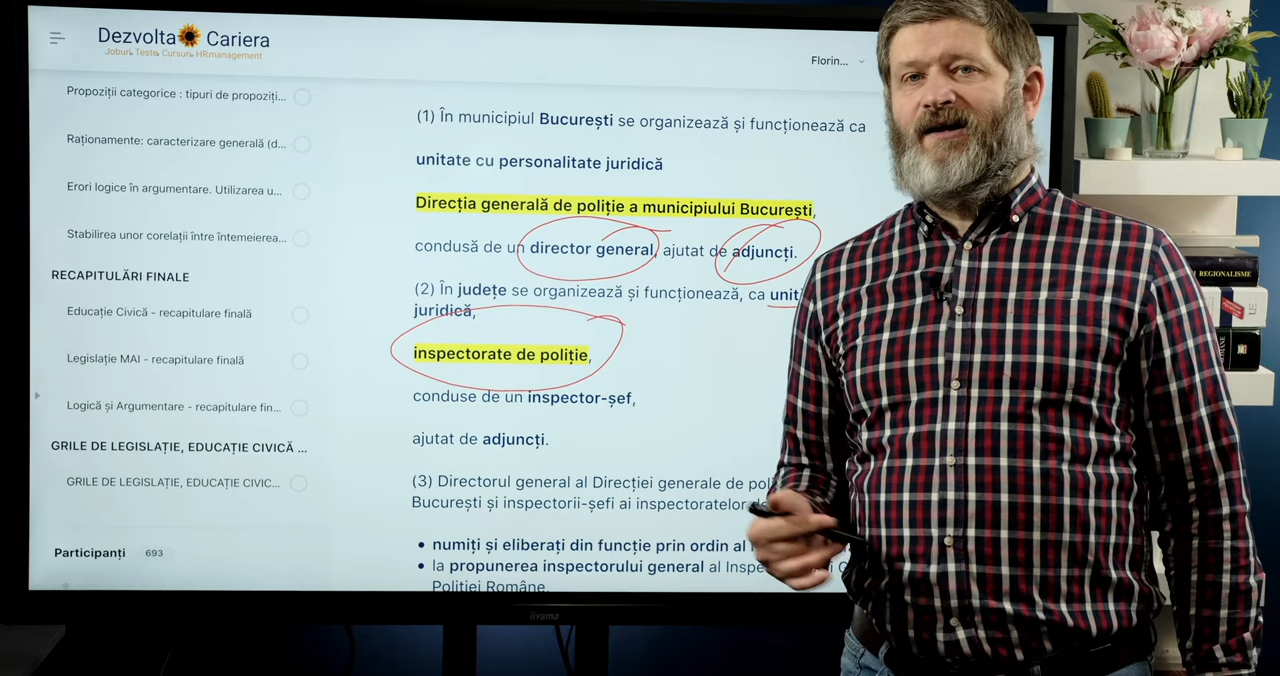 Dezvolta Cariera
Joburi. Teste. Cursuri. HRmanagement
Florin...
Propoziții categorice : tipuri de propoziți...
Raționamente: caracterizare generală (d...
Erori logice în argumentare. Utilizarea u...
Stabilirea unor corelații între întemeierea...
RECAPITULĂRI FINALE
Educație Civică - recapitulare finală
Legislație MAI - recapitulare finală
Logică și Argumentare - recapitulare fin...
GRILE DE LEGISLAȚIE, EDUCAȚIE CIVICĂ ...
GRILE DE LEGISLAȚIE, EDUCAȚIE CIVIC...
Participanți 693
(1) În municipiul București se organizează și funcționează ca
unitate cu personalitate juridică
Direcția generală de poliție a municipiului București,
condusă de un director general, ajutat de adjuncți.
(2) În județe se organizează și funcționează, ca unit
juridică,
inspectorate de poliție,
conduse de un inspector-șef,
ajutat de adjuncți.
(3) Directorul general al Direcției generale de pol
București și inspectorii-șefi ai inspectoratelor de
numiți și eliberați din funcție prin ordin al
la propunerea inspectorului general al Inspe
Poliției Române.
iiyama
REGIONALISME